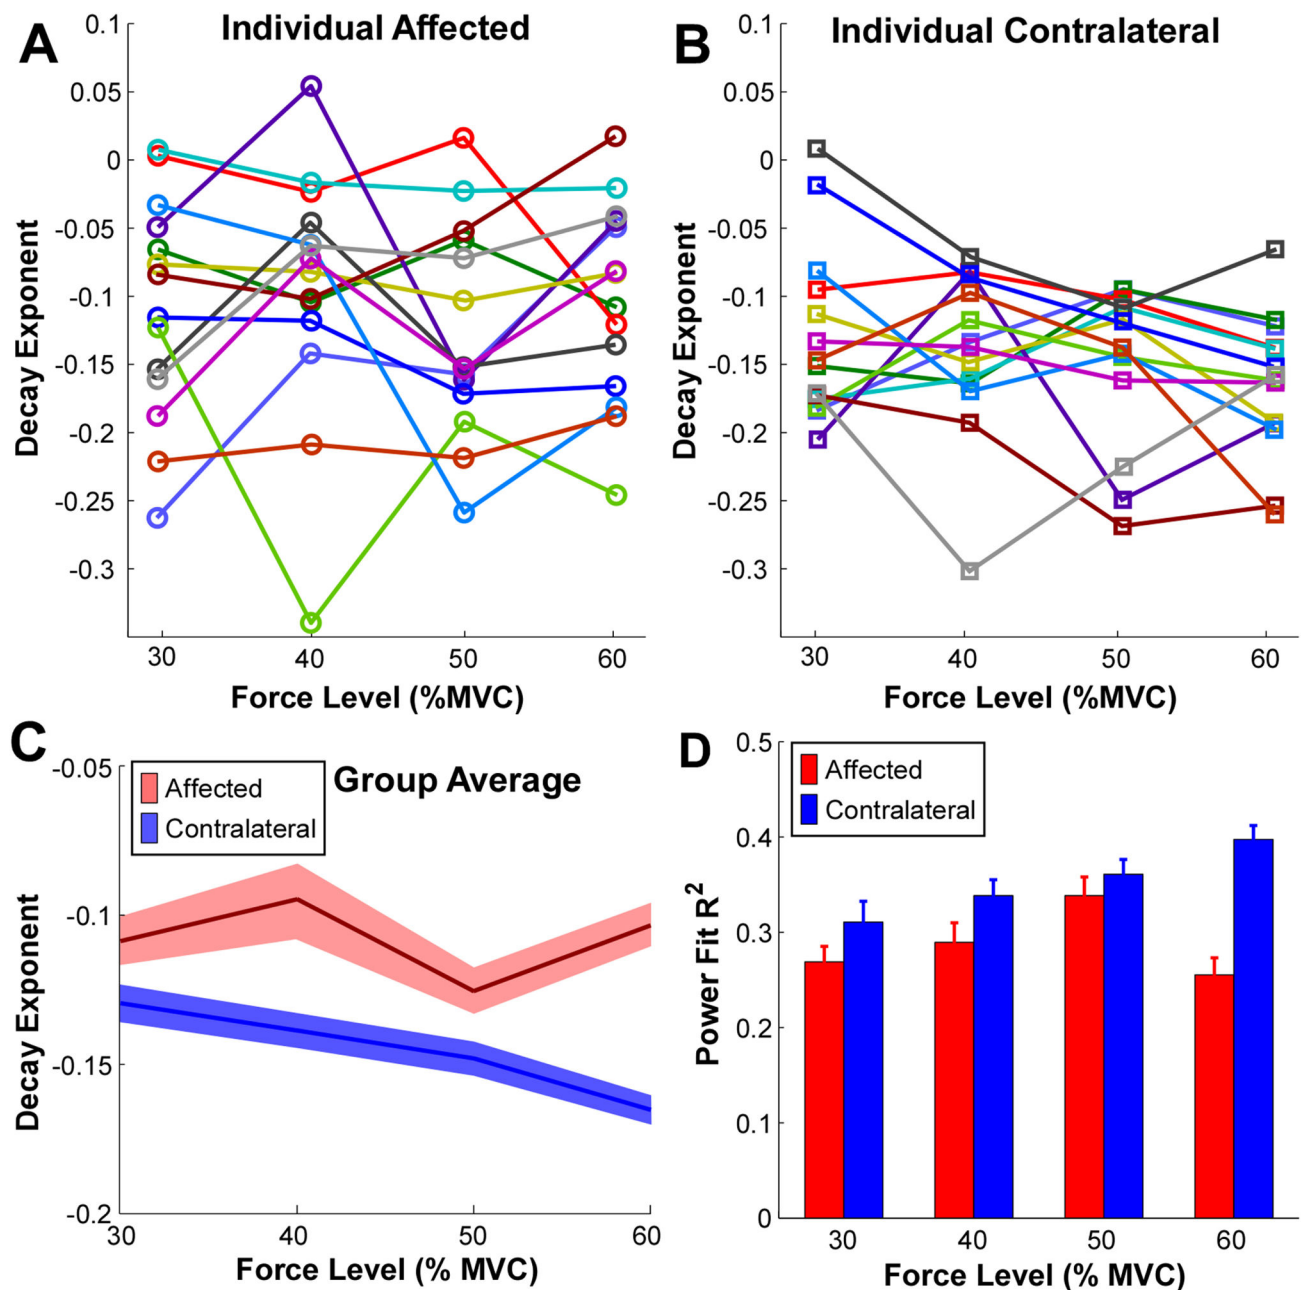 A
Individual Affected
0.1
0.05
0
-0.05
-0.1
-0.15
-0.2
-0.25
-0.3
Decay Exponent
30 40 50 60
Force Level (%MVC)
B
Individual Contralateral
0.1
0.05
0
-0.05
-0.1
-0.15
-0.2
-0.25
-0.3
Decay Exponent
30 40 50 60
Force Level (%MVC)
C
Group Average
Affected
Contralateral
-0.05
-0.1
-0.15
-0.2
Decay Exponent
30 40 50 60
Force Level (% MVC)
D
Affected
Contralateral
0.5
0.4
0.3
0.2
0.1
0
Power Fit R²
30 40 50 60
Force Level (% MVC)